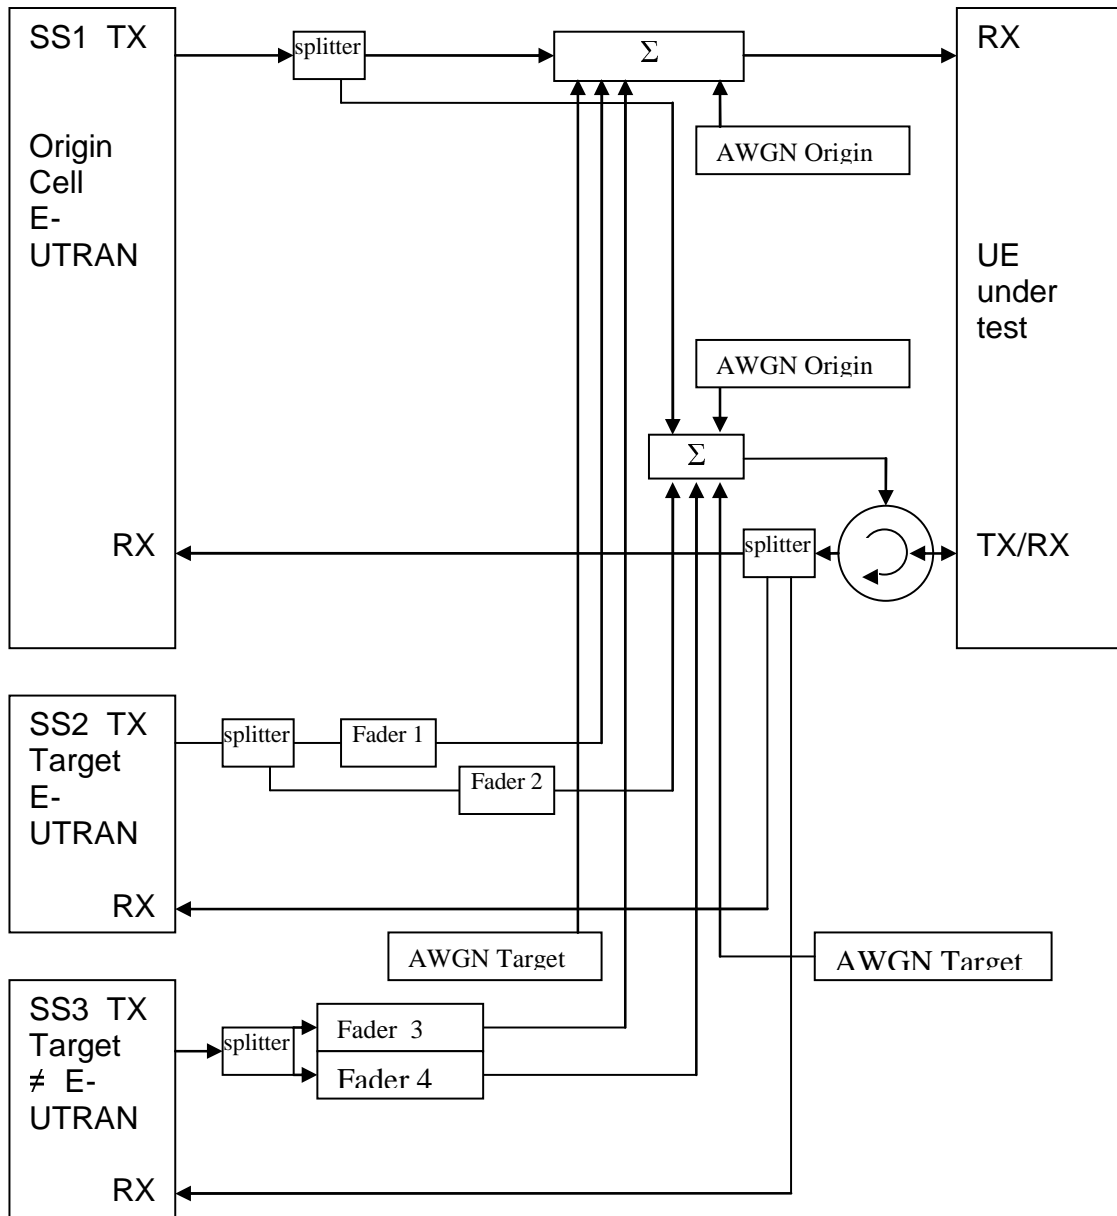 SS1 TX
splitter
Σ
RX
Origin
Cell
E-
UTRAN
AWGN Origin
UE
under
test
AWGN Origin
Σ
RX
splitter
TX/RX
SS2 TX
Target
E-
UTRAN
splitter
Fader 1
Fader 2
RX
AWGN Target
AWGN Target
SS3 TX
Target
≠ E-
UTRAN
splitter
Fader 3
Fader 4
RX